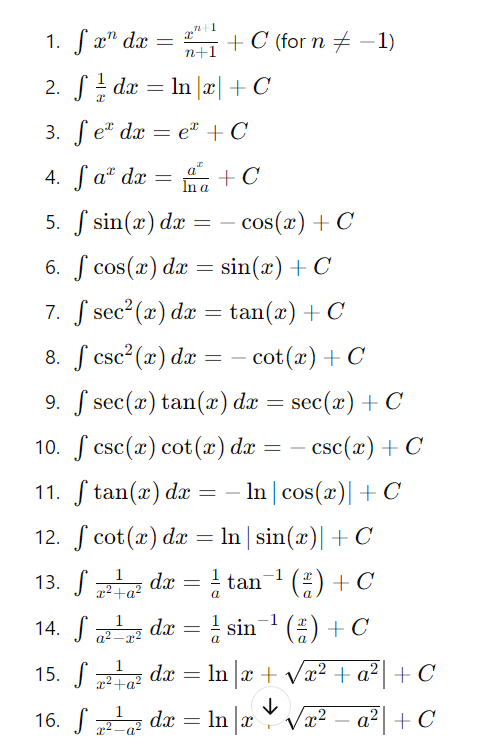 1. ∫ xⁿ dx = xⁿ⁺¹/n+1 + C (for n ≠ −1)
2. ∫ 1/x dx = ln |x| + C
3. ∫ eˣ dx = eˣ + C
4. ∫ aˣ dx = aˣ/ln a + C
5. ∫ sin(x) dx = − cos(x) + C
6. ∫ cos(x) dx = sin(x) + C
7. ∫ sec²(x) dx = tan(x) + C
8. ∫ csc²(x) dx = − cot(x) + C
9. ∫ sec(x) tan(x) dx = sec(x) + C
10. ∫ csc(x) cot(x) dx = − csc(x) + C
11. ∫ tan(x) dx = − ln | cos(x)| + C
12. ∫ cot(x) dx = ln | sin(x)| + C
13. ∫ 1/x²+a² dx = 1/a tan⁻¹ (x/a) + C
14. ∫ 1/a²−x² dx = 1/a sin⁻¹ (x/a) + C
15. ∫ 1/x²+a² dx = ln |x + √x² + a²| + C
16. ∫ 1/x²−a² dx = ln |x √x² − a²| + C